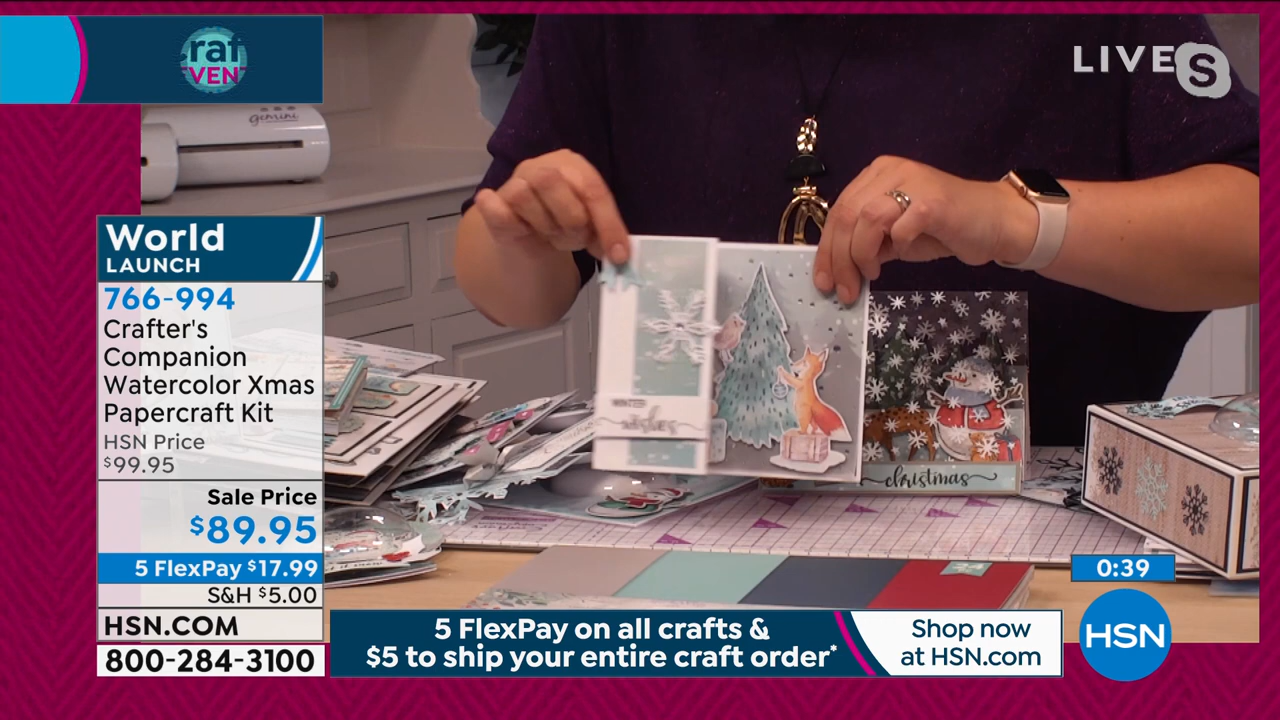 raf
VEN
LIVE S
gemini
World
LAUNCH
766-994
Crafter's
Companion
Watercolor Xmas
Papercraft Kit
HSN Price
$99.95
Sale Price
$89.95
5 FlexPay $17.99
S&H $5.00
HSN.COM
800-284-3100
WINTER
wishes
christmas
0:39
5 FlexPay on all crafts &
$5 to ship your entire craft order*
Shop now
at HSN.com
HSN